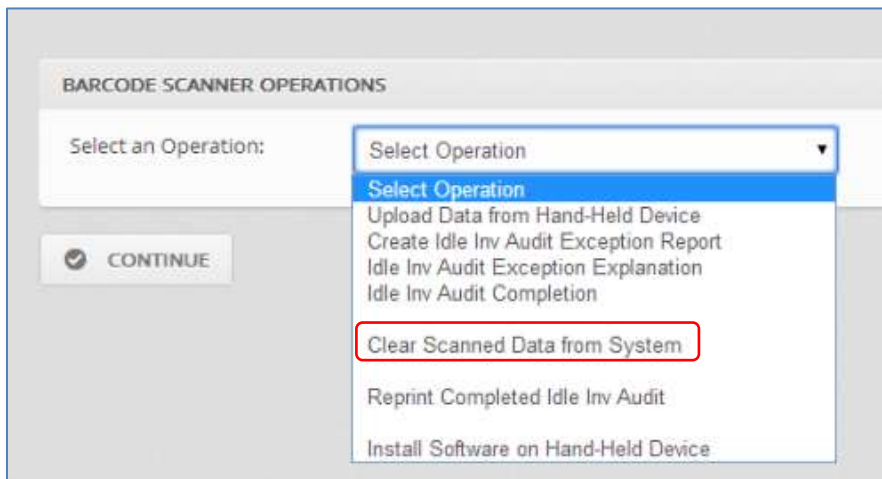 BARCODE SCANNER OPERATIONS
Select an Operation:
Select Operation
Select Operation
Upload Data from Hand-Held Device
Create Idle Inv Audit Exception Report
Idle Inv Audit Exception Explanation
Idle Inv Audit Completion
Clear Scanned Data from System
Reprint Completed Idle Inv Audit
Install Software on Hand-Held Device
CONTINUE